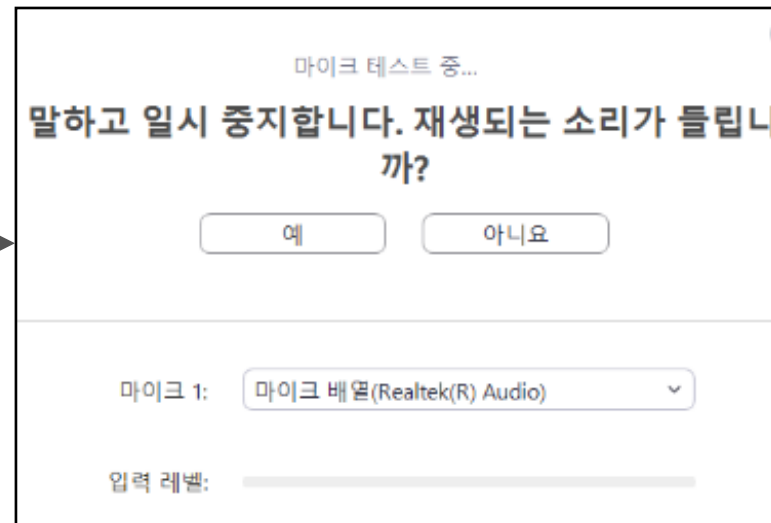 마이크 테스트 중...
말하고 일시 중지합니다. 재생되는 소리가 들립니
까?
예
아니요
마이크 1:
마이크 배열(Realtek(R) Audio)
입력 레벨: